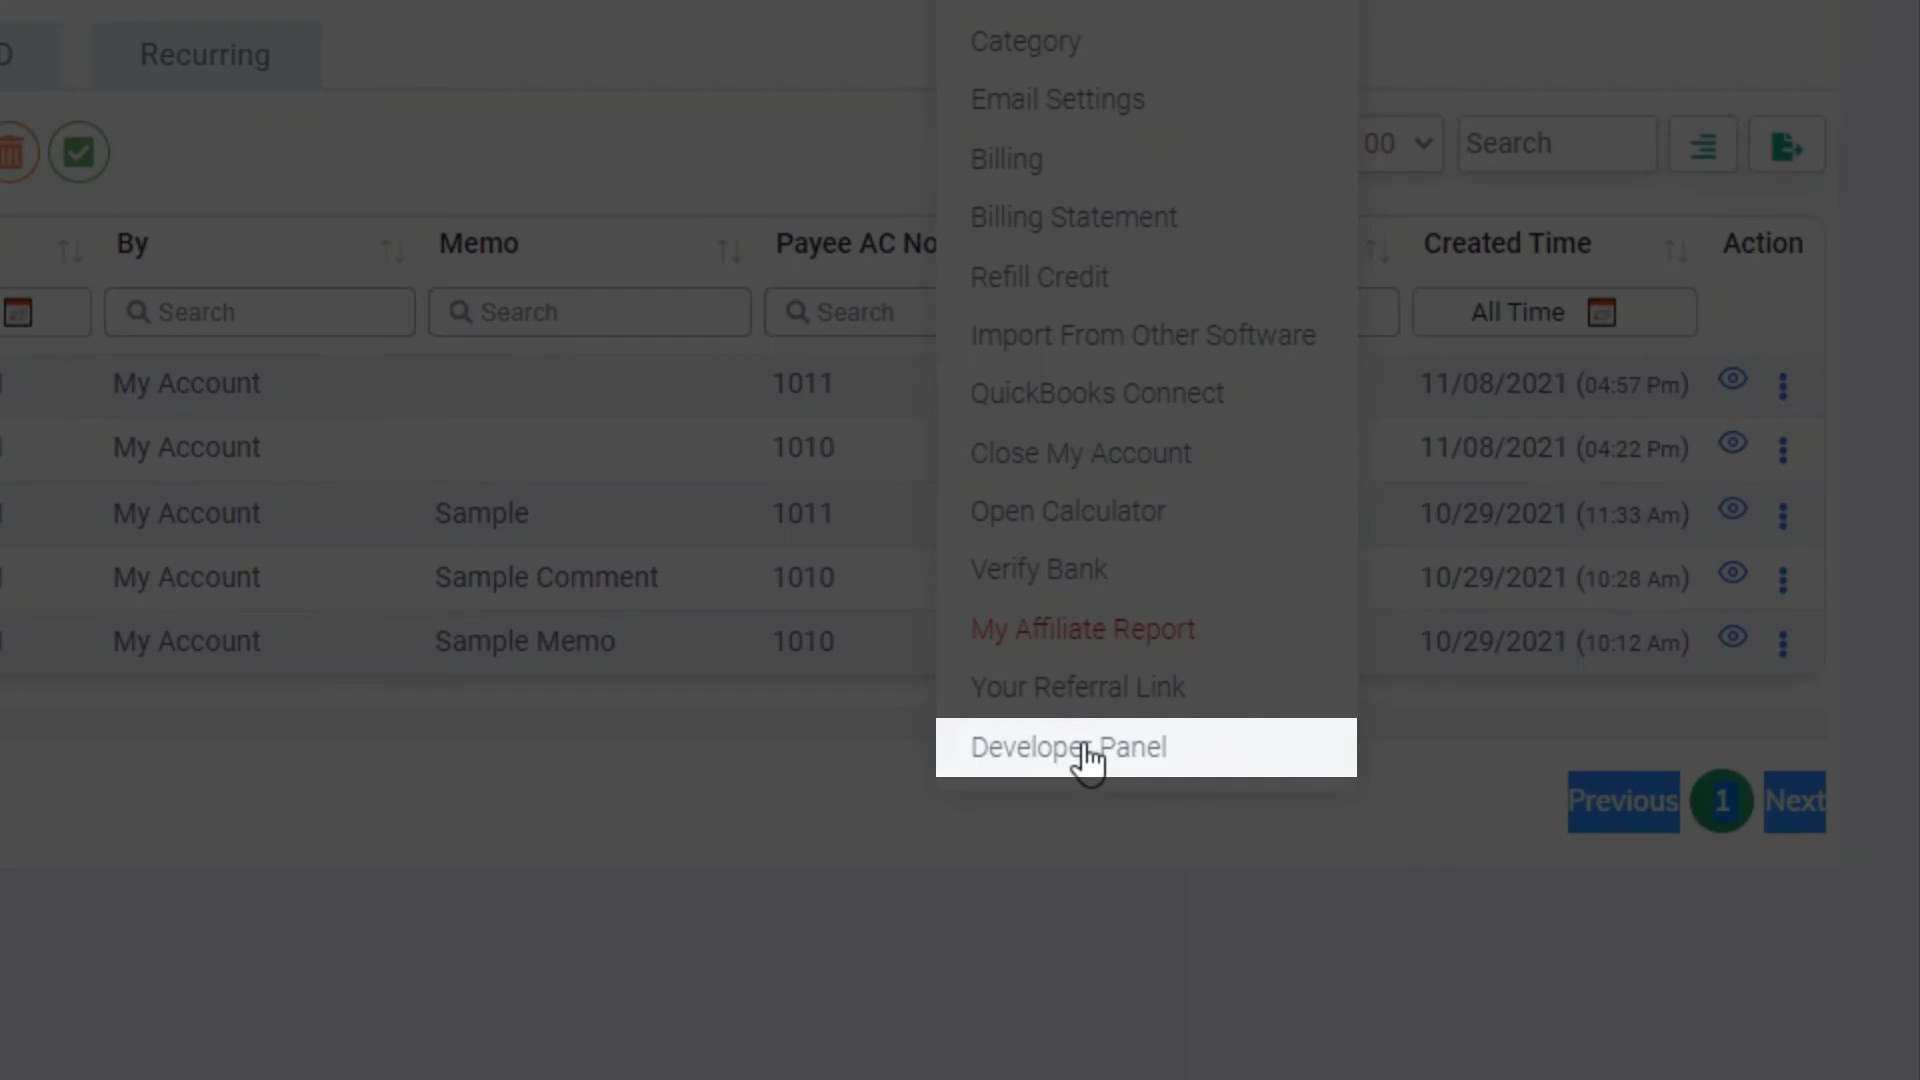 Recurring
Category
Email Settings
Billing
Billing Statement
Refill Credit
Import From Other Software
QuickBooks Connect
Close My Account
Open Calculator
Verify Bank
My Affiliate Report
Your Referral Link
Developer Panel
00 Search
By Memo Payee AC No Created Time Action
Search Search Search All Time
My Account 1011 11/08/2021 (04:57 Pm)
My Account 1010 11/08/2021 (04:22 Pm)
My Account Sample 1011 10/29/2021 (11:33 Am)
My Account Sample Comment 1010 10/29/2021 (10:28 Am)
My Account Sample Memo 1010 10/29/2021 (10:12 Am)
Previous 1 Next